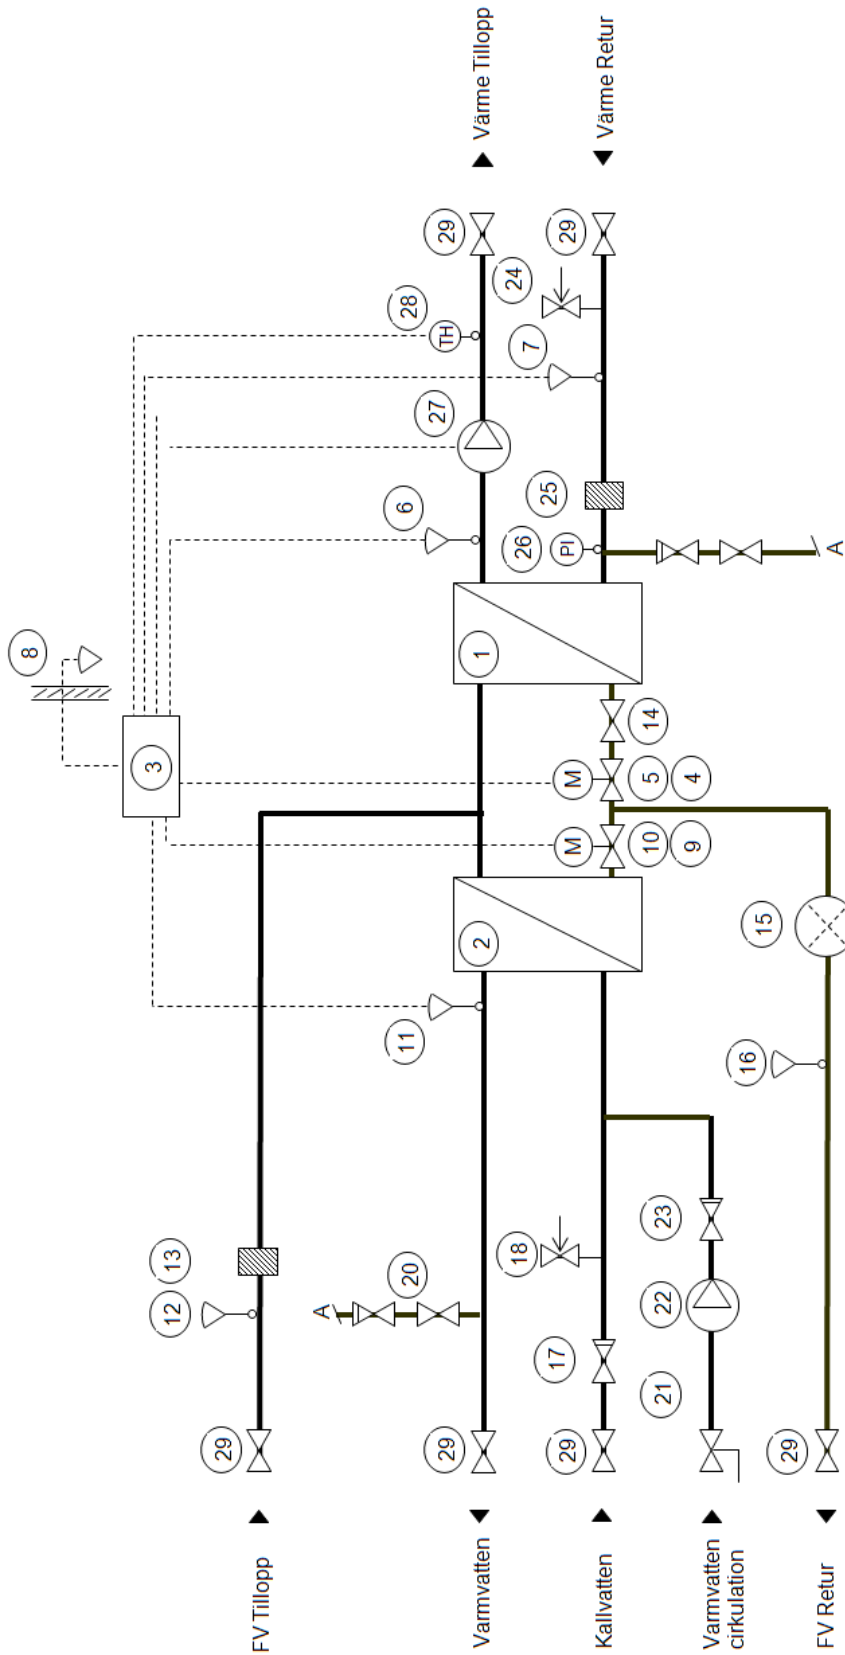 8
3
12
13
29
FV Tillopp
A
20
11
6
28
29
27
TH
29
Varmvatten
2
1
Värme Tillopp
18
26
7
24
17
25
29
M
M
PI
29
Kallvatten
Värme Retur
21
22
23
10
5
14
9
4
Varmvatten
cirkulation
16
15
29
FV Retur
A